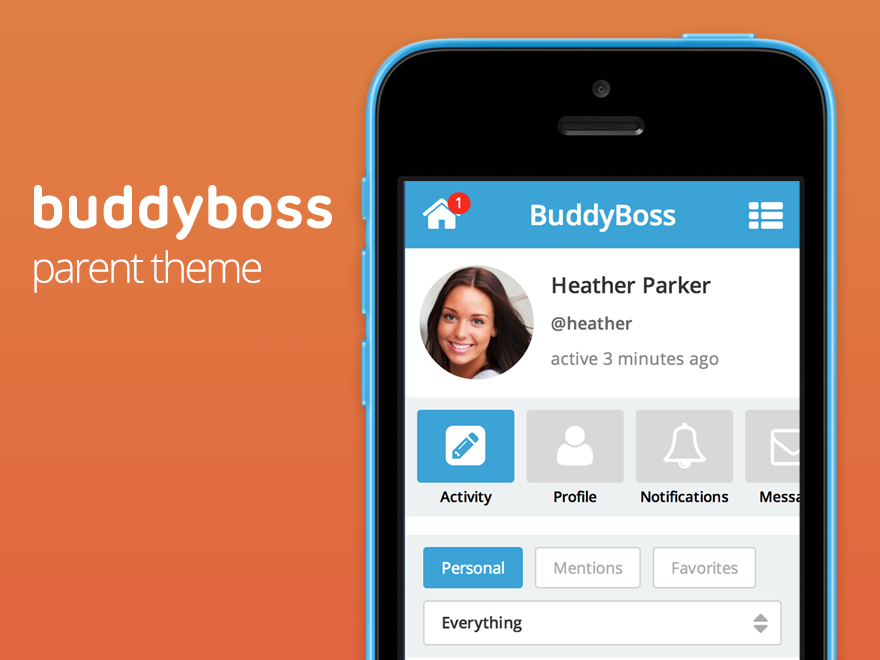 buddyboss
parent theme
1
BuddyBoss
Heather Parker
@heather
active 3 minutes ago
Activity Profile Notifications Messa
Personal Mentions Favorites
Everything